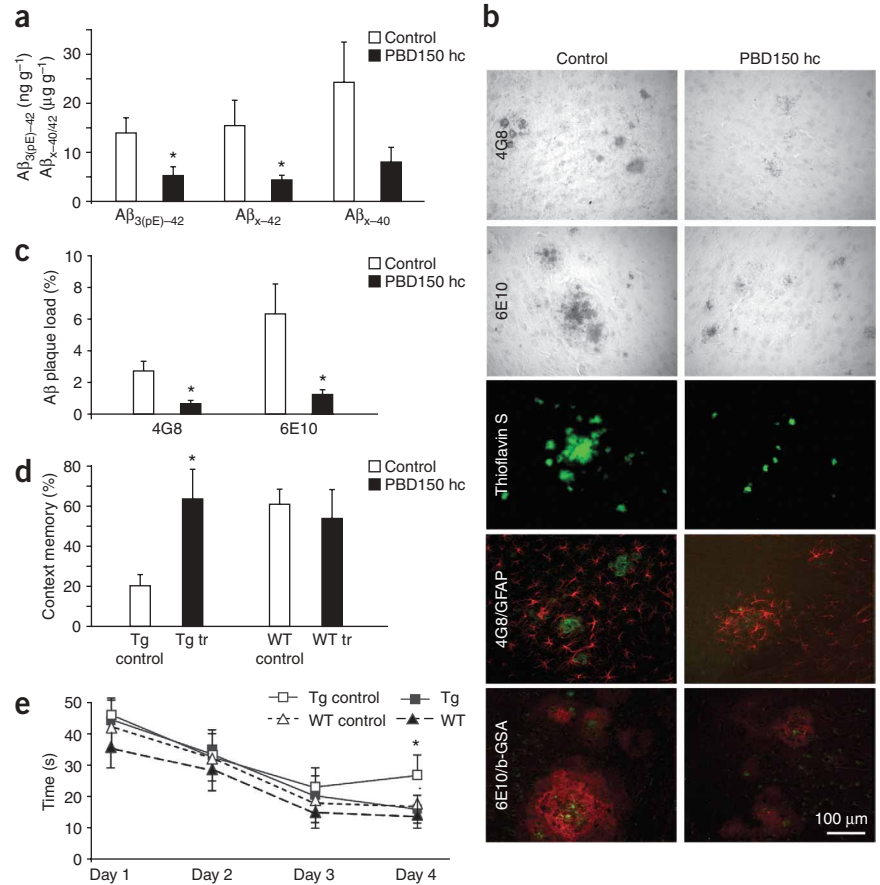 a
Aβ3(pE)–42 (ng g–1)
Aβx–40/42 (μg g–1)
30
20
10
0
Control
PBD150 hc
*
*
Aβ3(pE)–42
Aβx–42
Aβx–40
b
Control
PBD150 hc
4G8
6E10
Thioflavin S
4G8/GFAP
6E10/b-GSA
100 μm
c
Aβ plaque load (%)
10
8
6
4
2
0
Control
PBD150 hc
*
*
4G8
6E10
d
Context memory (%)
80
60
40
20
0
Control
PBD150 hc
*
Tg
control
Tg tr
WT
control
WT tr
e
Time (s)
50
40
30
20
10
0
Tg control
Tg
WT control
WT
*
Day 1
Day 2
Day 3
Day 4